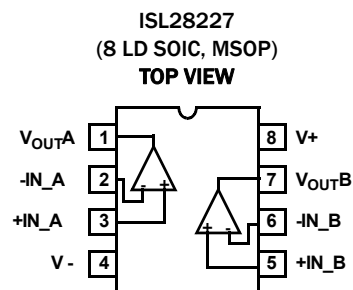 ISL28227
(8 LD SOIC, MSOP)
TOP VIEW
VOUTA 1 8 V+
-IN_A 2 7 VOUTB
- + + -
+IN_A 3 6 -IN_B
V - 4 5 +IN_B